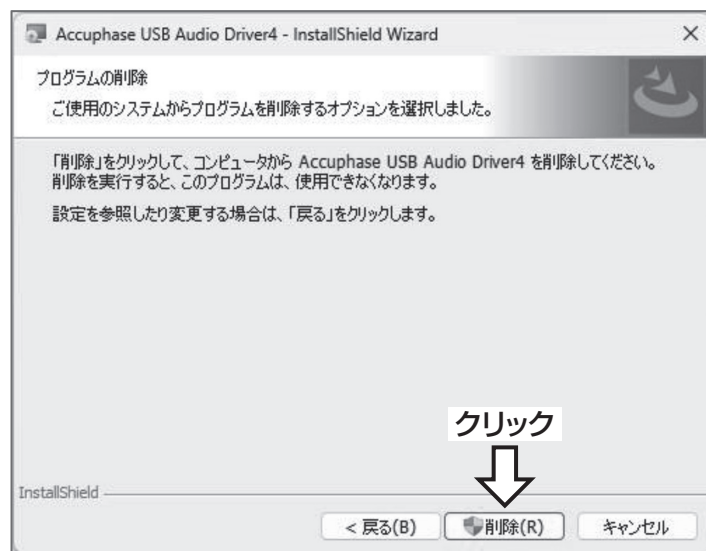 Accuphase USB Audio Driver4 - InstallShield Wizard
プログラムの削除
ご使用のシステムからプログラムを削除するオプションを選択しました。
「削除」をクリックして、コンピュータから Accuphase USB Audio Driver4 を削除してください。
削除を実行すると、このプログラムは、使用できなくなります。
設定を参照したり変更する場合は、「戻る」をクリックします。
クリック
InstallShield
< 戻る(B) 削除(R) キャンセル